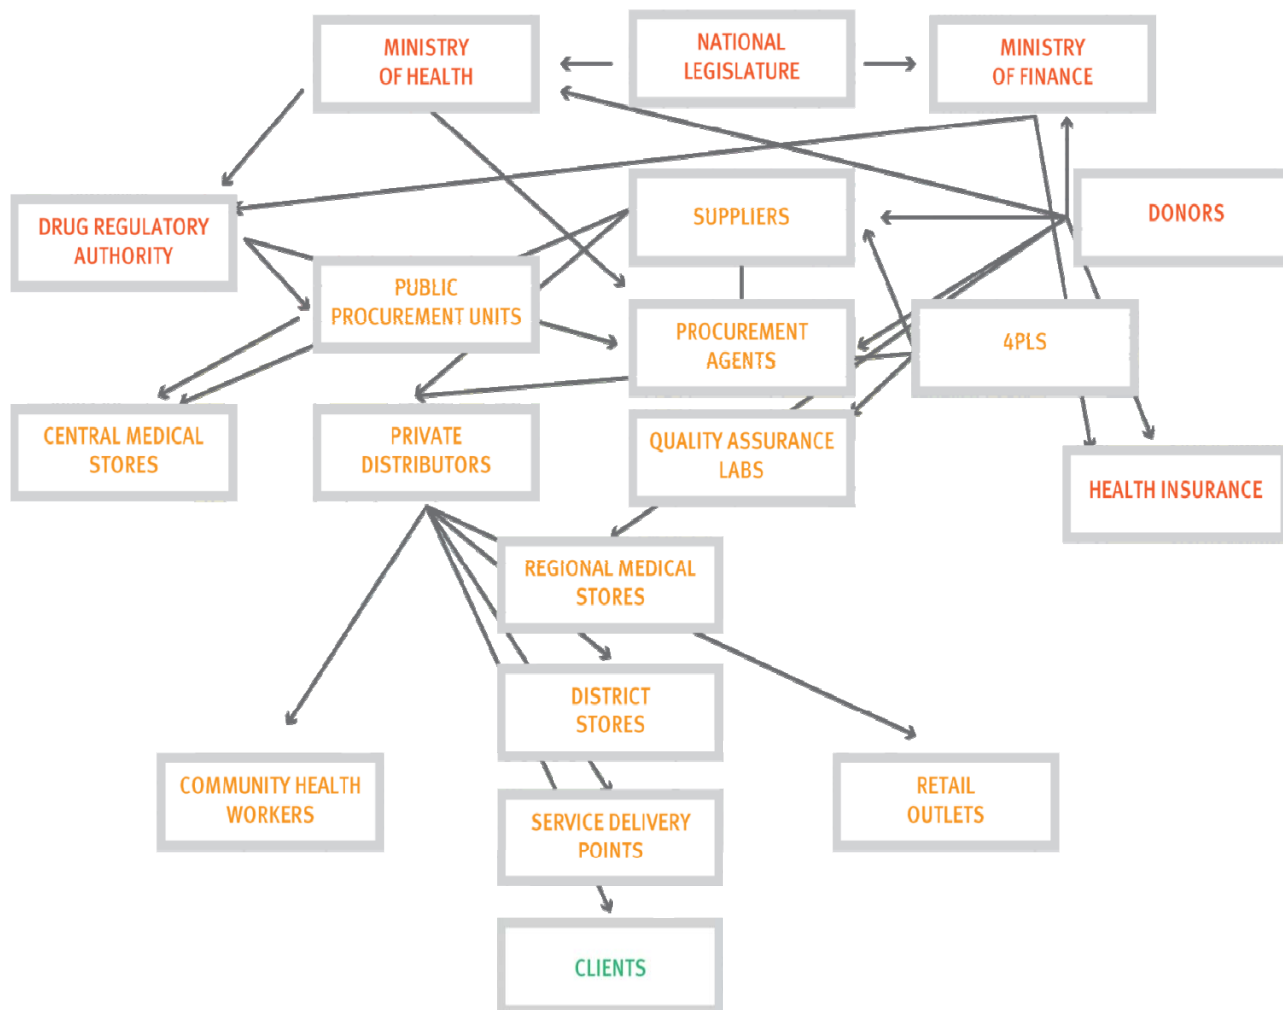 MINISTRY
OF HEALTH
NATIONAL
LEGISLATURE
MINISTRY
OF FINANCE
DRUG REGULATORY
AUTHORITY
SUPPLIERS
DONORS
PUBLIC
PROCUREMENT UNITS
PROCUREMENT
AGENTS
4PLS
CENTRAL MEDICAL
STORES
PRIVATE
DISTRIBUTORS
QUALITY ASSURANCE
LABS
HEALTH INSURANCE
REGIONAL MEDICAL
STORES
DISTRICT
STORES
COMMUNITY HEALTH
WORKERS
SERVICE DELIVERY
POINTS
RETAIL
OUTLETS
CLIENTS